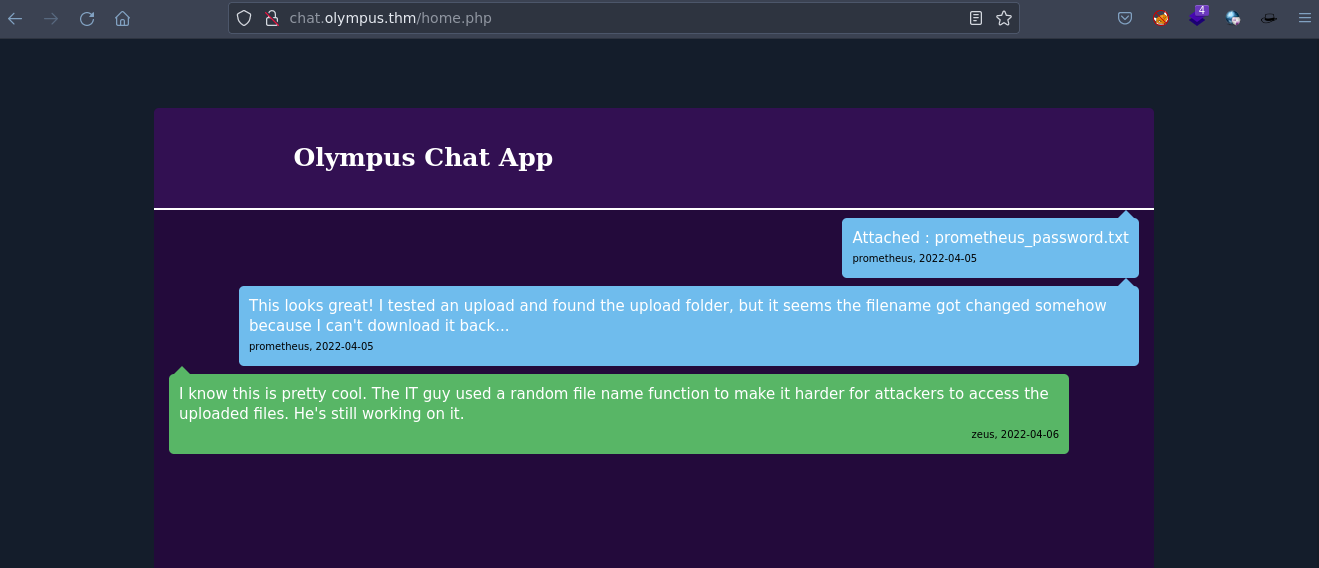 chat.olympus.thm/home.php
4
Olympus Chat App
Attached : prometheus_password.txt
prometheus, 2022-04-05
This looks great! I tested an upload and found the upload folder, but it seems the filename got changed somehow
because I can't download it back...
prometheus, 2022-04-05
I know this is pretty cool. The IT guy used a random file name function to make it harder for attackers to access the
uploaded files. He's still working on it.
zeus, 2022-04-06